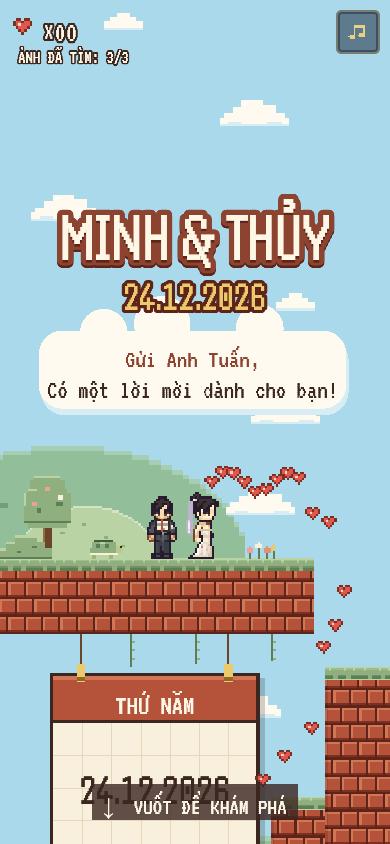 X00
ẢNH ĐÃ TÌM: 3/3
MINH & THỦY
24.12.2026
Gửi Anh Tuấn,
Có một lời mời dành cho bạn!
THỨ NĂM
24.12.2026
↓ VUỐT ĐỂ KHÁM PHÁ